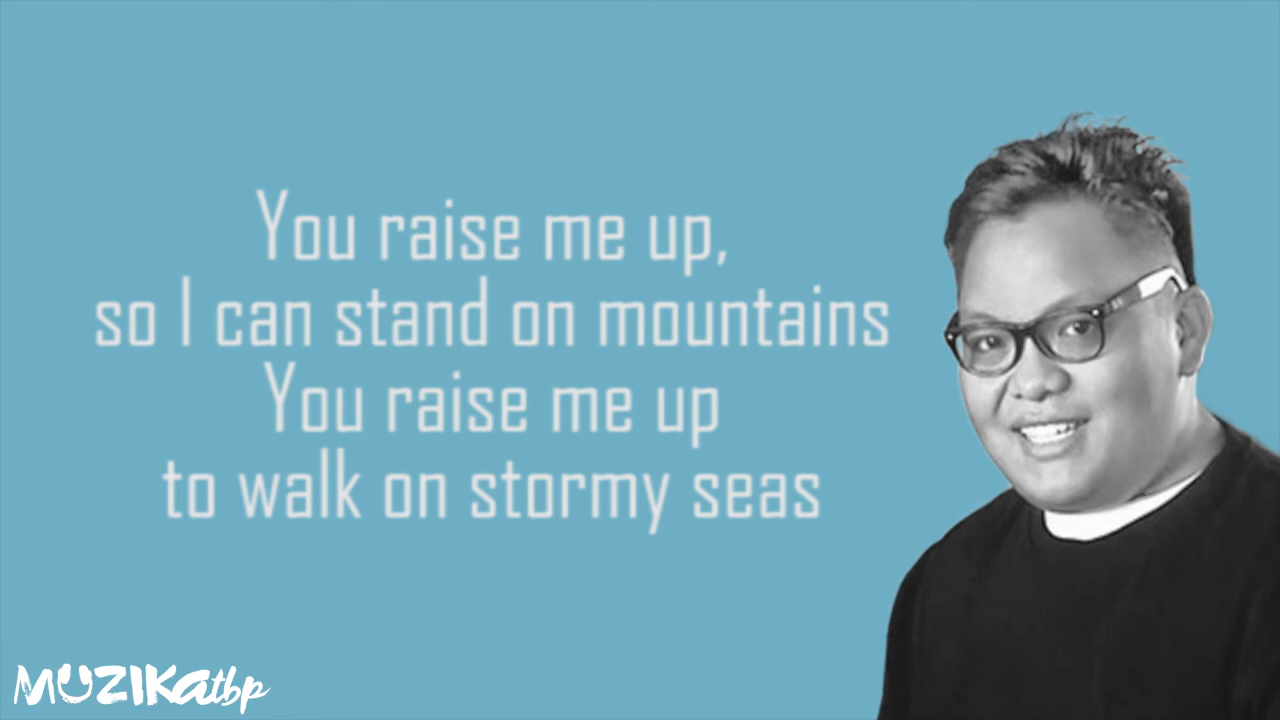 You raise me up,
so I can stand on mountains
You raise me up
to walk on stormy seas
MUZIKAtbp